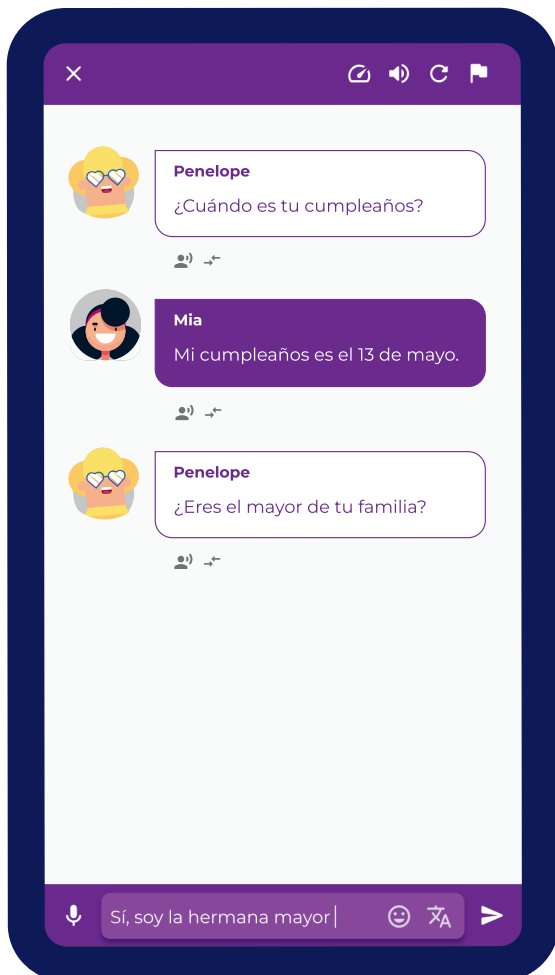 Penelope
¿Cuándo es tu cumpleaños?
Mia
Mi cumpleaños es el 13 de mayo.
Penelope
¿Eres el mayor de tu familia?
Sí, soy la hermana mayor